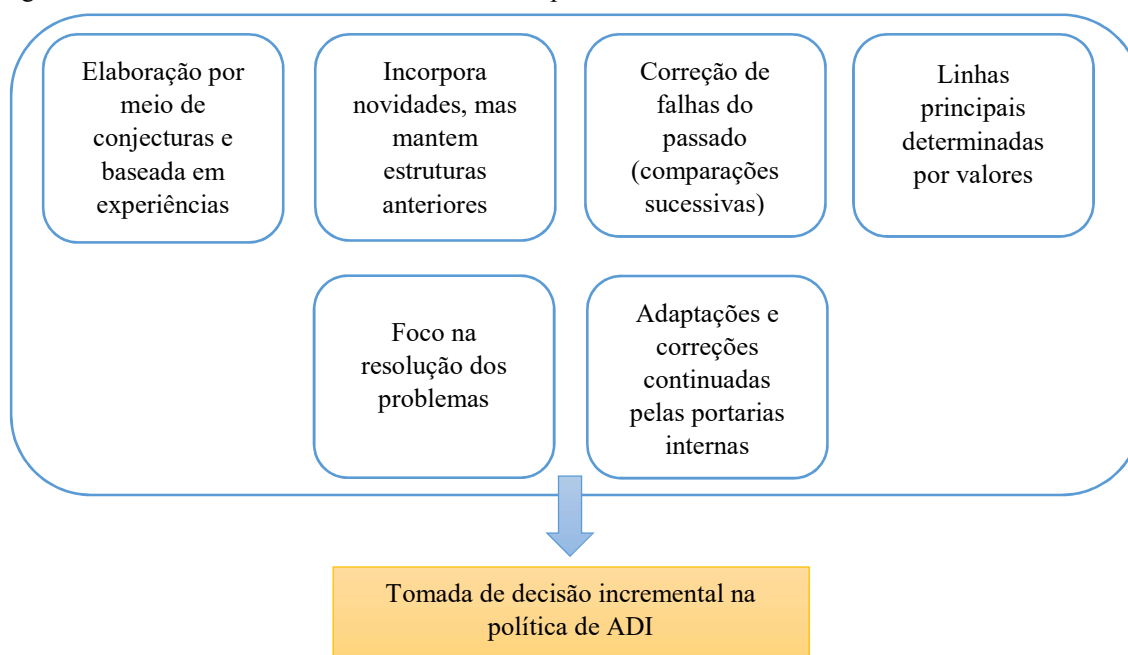 Elaboração por
meio de
conjecturas e
baseada em
experiências
Incorpora
novidades, mas
mantem
estruturas
anteriores
Correção de
falhas do
passado
(comparações
sucessivas)
Linhas
principais
determinadas
por valores
Foco na
resolução dos
problemas
Adaptações e
correções
continuadas
pelas portarias
internas
Tomada de decisão incremental na
política de ADI